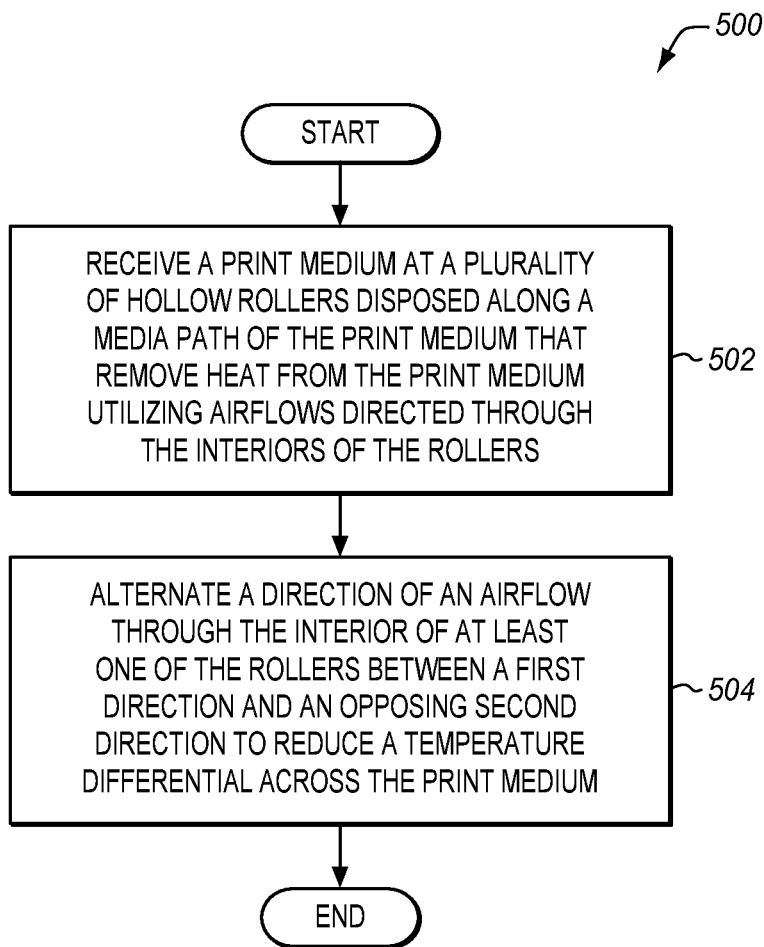 500
START
RECEIVE A PRINT MEDIUM AT A PLURALITY
OF HOLLOW ROLLERS DISPOSED ALONG A
MEDIA PATH OF THE PRINT MEDIUM THAT
REMOVE HEAT FROM THE PRINT MEDIUM
UTILIZING AIRFLOWS DIRECTED THROUGH
THE INTERIORS OF THE ROLLERS
502
ALTERNATE A DIRECTION OF AN AIRFLOW
THROUGH THE INTERIOR OF AT LEAST
ONE OF THE ROLLERS BETWEEN A FIRST
DIRECTION AND AN OPPOSING SECOND
DIRECTION TO REDUCE A TEMPERATURE
DIFFERENTIAL ACROSS THE PRINT MEDIUM
504
END